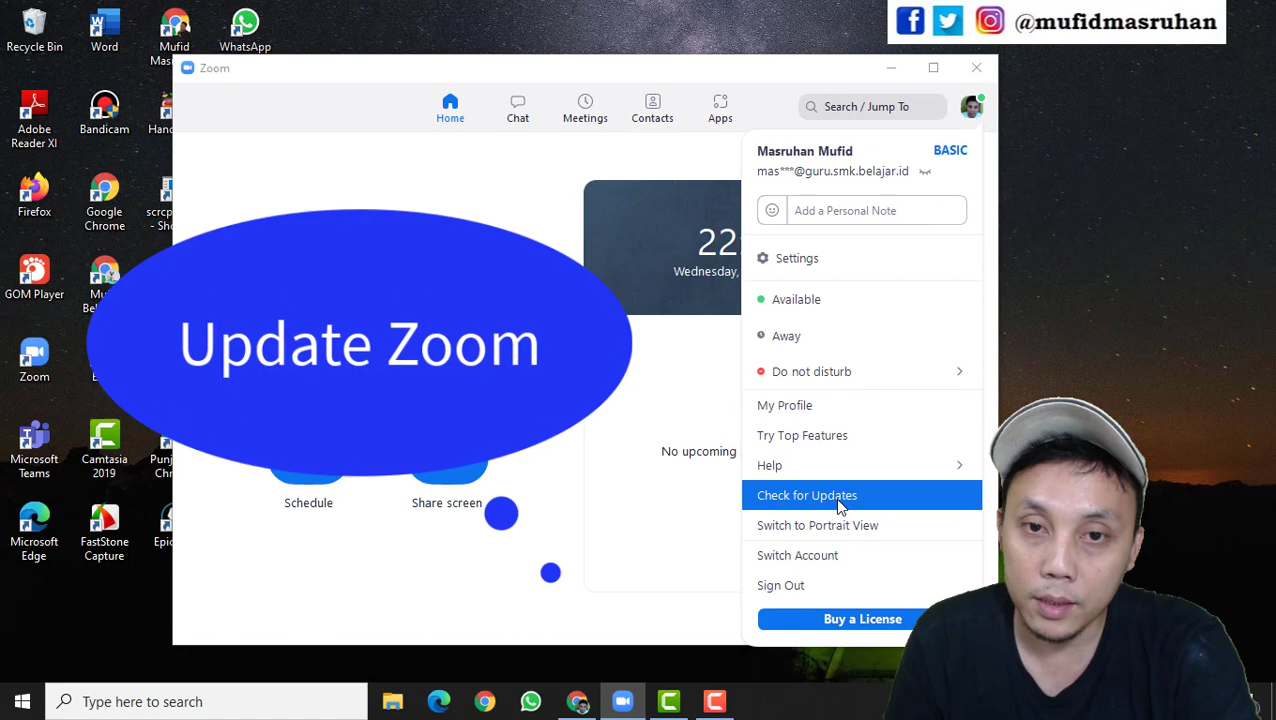 @mufidmasruhan
Recycle Bin
Word
Mufid
Mas
WhatsApp
Zoom
Home
Chat
Meetings
Contacts
Apps
Search / Jump To
Adobe
Reader XI
Bandicam
Masruhan Mufid
BASIC
mas***@guru.smk.belajar.id
Add a Personal Note
Firefox
Google
Chrome
22
Wednesday,
Settings
GOM Player
Available
Away
Update Zoom
Zoom
Do not disturb
My Profile
Try Top Features
No upcoming
Help
Microsoft
Teams
Camtasia
2019
Check for Updates
Schedule
Share screen
Switch to Portrait View
Microsoft
Edge
FastStone
Capture
Switch Account
Sign Out
Buy a License
Type here to search